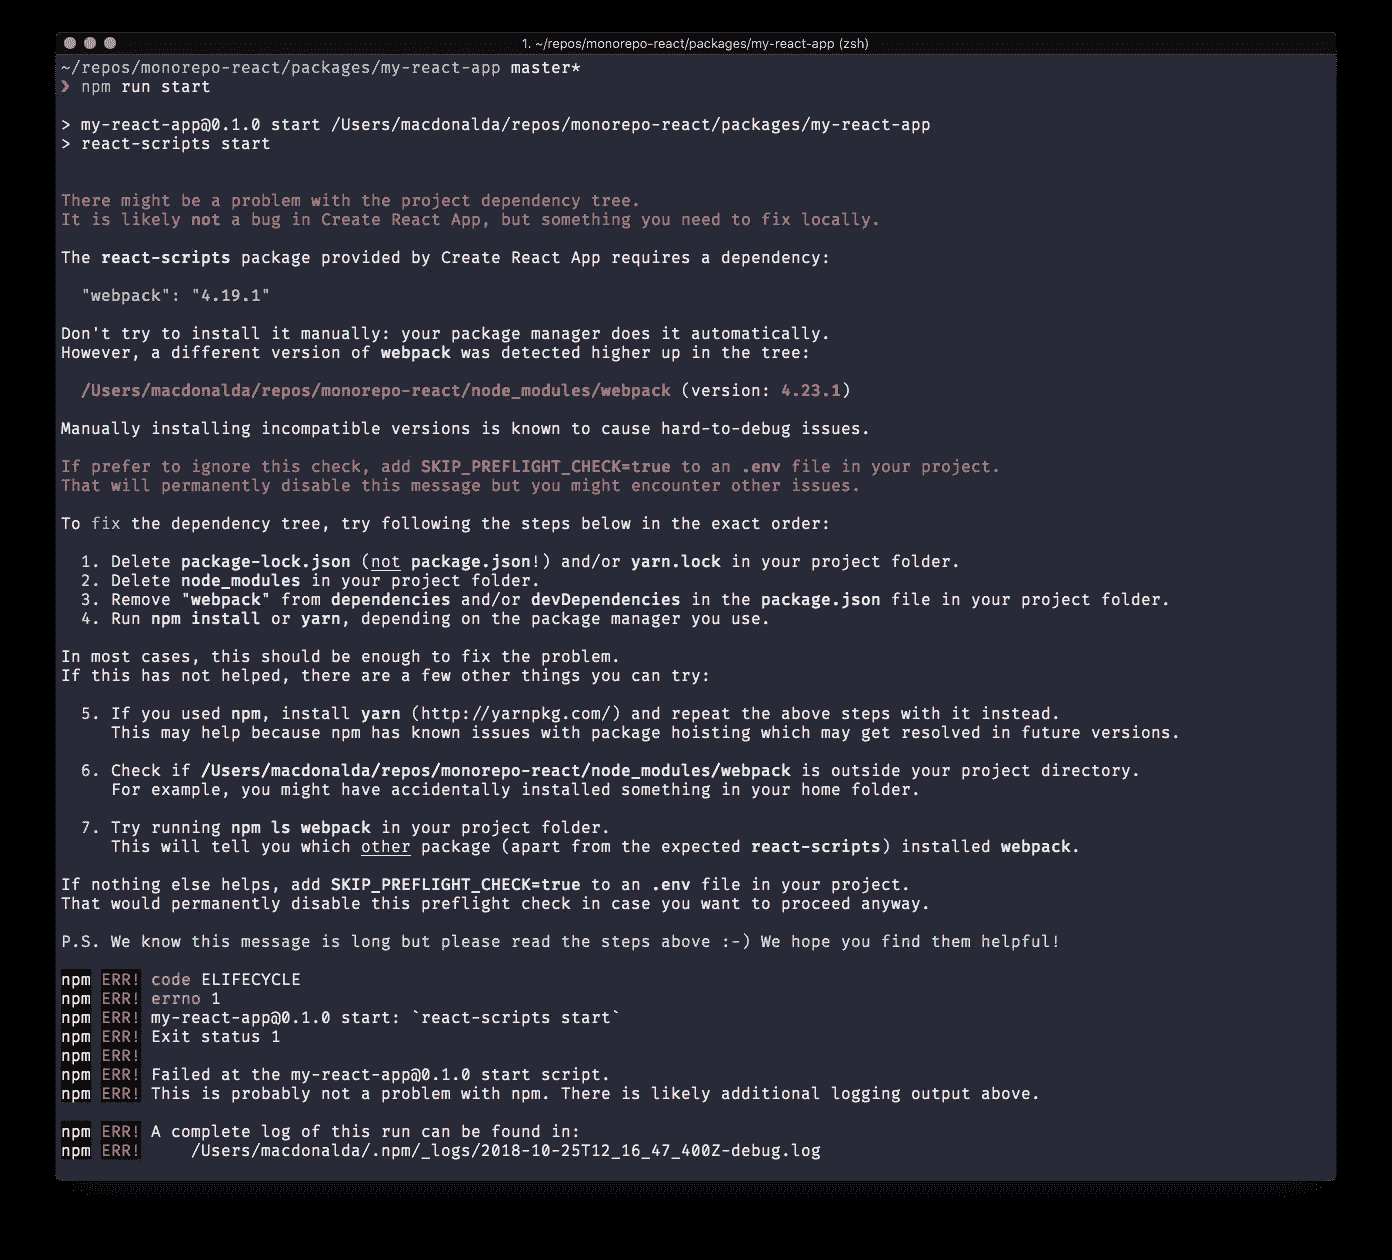 1. ~/repos/monorepo-react/packages/my-react-app (zsh)
~/repos/monorepo-react/packages/my-react-app master*
❯ npm run start
> my-react-app@0.1.0 start /Users/macdonalda/repos/monorepo-react/packages/my-react-app
> react-scripts start
There might be a problem with the project dependency tree.
It is likely not a bug in Create React App, but something you need to fix locally.
The react-scripts package provided by Create React App requires a dependency:
"webpack": "4.19.1"
Don't try to install it manually: your package manager does it automatically.
However, a different version of webpack was detected higher up in the tree:
/Users/macdonalda/repos/monorepo-react/node_modules/webpack (version: 4.23.1)
Manually installing incompatible versions is known to cause hard-to-debug issues.
If prefer to ignore this check, add SKIP_PREFLIGHT_CHECK=true to an .env file in your project.
That will permanently disable this message but you might encounter other issues.
To fix the dependency tree, try following the steps below in the exact order:
1. Delete package-lock.json (not package.json!) and/or yarn.lock in your project folder.
2. Delete node_modules in your project folder.
3. Remove "webpack" from dependencies and/or devDependencies in the package.json file in your project folder.
4. Run npm install or yarn, depending on the package manager you use.
In most cases, this should be enough to fix the problem.
If this has not helped, there are a few other things you can try:
5. If you used npm, install yarn (http://yarnpkg.com/) and repeat the above steps with it instead.
This may help because npm has known issues with package hoisting which may get resolved in future versions.
6. Check if /Users/macdonalda/repos/monorepo-react/node_modules/webpack is outside your project directory.
For example, you might have accidentally installed something in your home folder.
7. Try running npm ls webpack in your project folder.
This will tell you which other package (apart from the expected react-scripts) installed webpack.
If nothing else helps, add SKIP_PREFLIGHT_CHECK=true to an .env file in your project.
That would permanently disable this preflight check in case you want to proceed anyway.
P.S. We know this message is long but please read the steps above :-) We hope you find them helpful!
npm ERR! code ELIFECYCLE
npm ERR! errno 1
npm ERR! my-react-app@0.1.0 start: `react-scripts start`
npm ERR! Exit status 1
npm ERR!
npm ERR! Failed at the my-react-app@0.1.0 start script.
npm ERR! This is probably not a problem with npm. There is likely additional logging output above.
npm ERR! A complete log of this run can be found in:
npm ERR! /Users/macdonalda/.npm/_logs/2018-10-25T12_16_47_400Z-debug.log